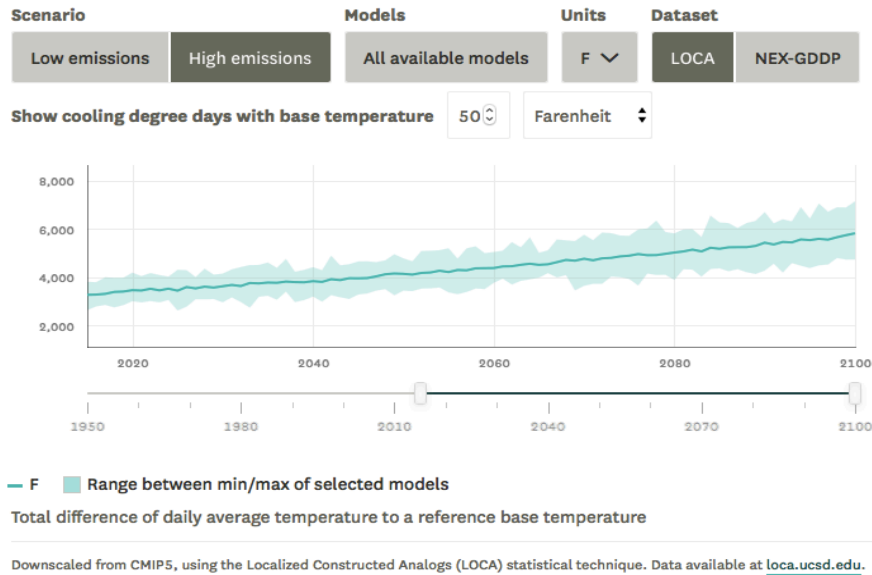 Scenario Models Units Dataset
Low emissions High emissions All available models F LOCA NEX-GDDP
Show cooling degree days with base temperature 50 Farenheit
8,000
6,000
4,000
2,000
2020 2040 2060 2080 2100
1950 1980 2010 2040 2070 2100
F Range between min/max of selected models
Total difference of daily average temperature to a reference base temperature
Downscaled from CMIP5, using the Localized Constructed Analogs (LOCA) statistical technique. Data available at loca.ucsd.edu.